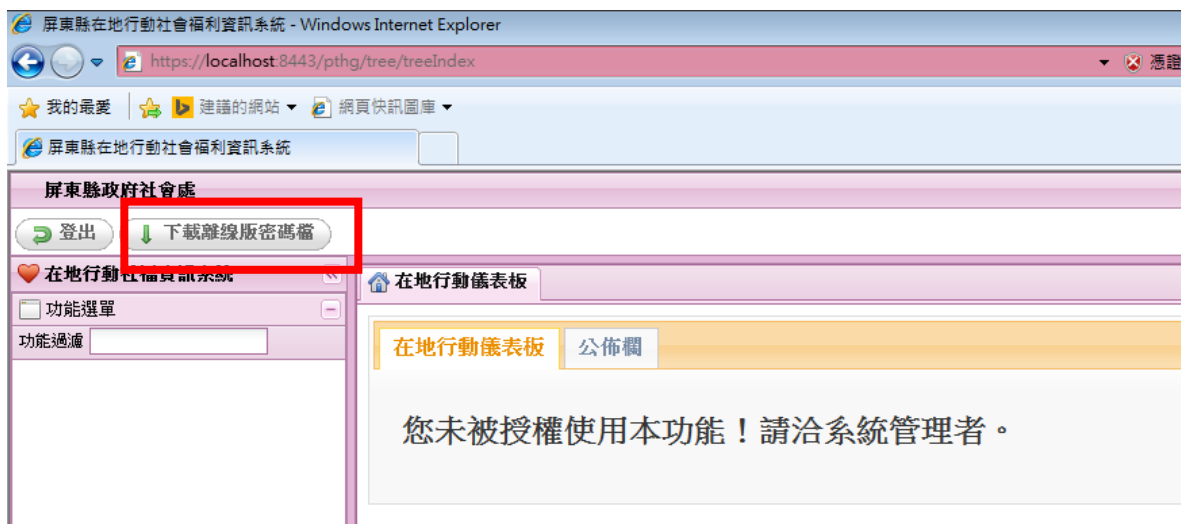 屏東縣在地行動社會福利資訊系統 - Windows Internet Explorer
https://localhost:8443/pthg/tree/treeIndex
憑證
我的最愛
建議的網站
網頁快訊圖庫
屏東縣在地行動社會福利資訊系統
屏東縣政府社會處
登出
下載離線版密碼檔
在地行動社福資訊系統
在地行動儀表板
功能選單
功能過濾
在地行動儀表板
公佈欄
您未被授權使用本功能！請洽系統管理者。